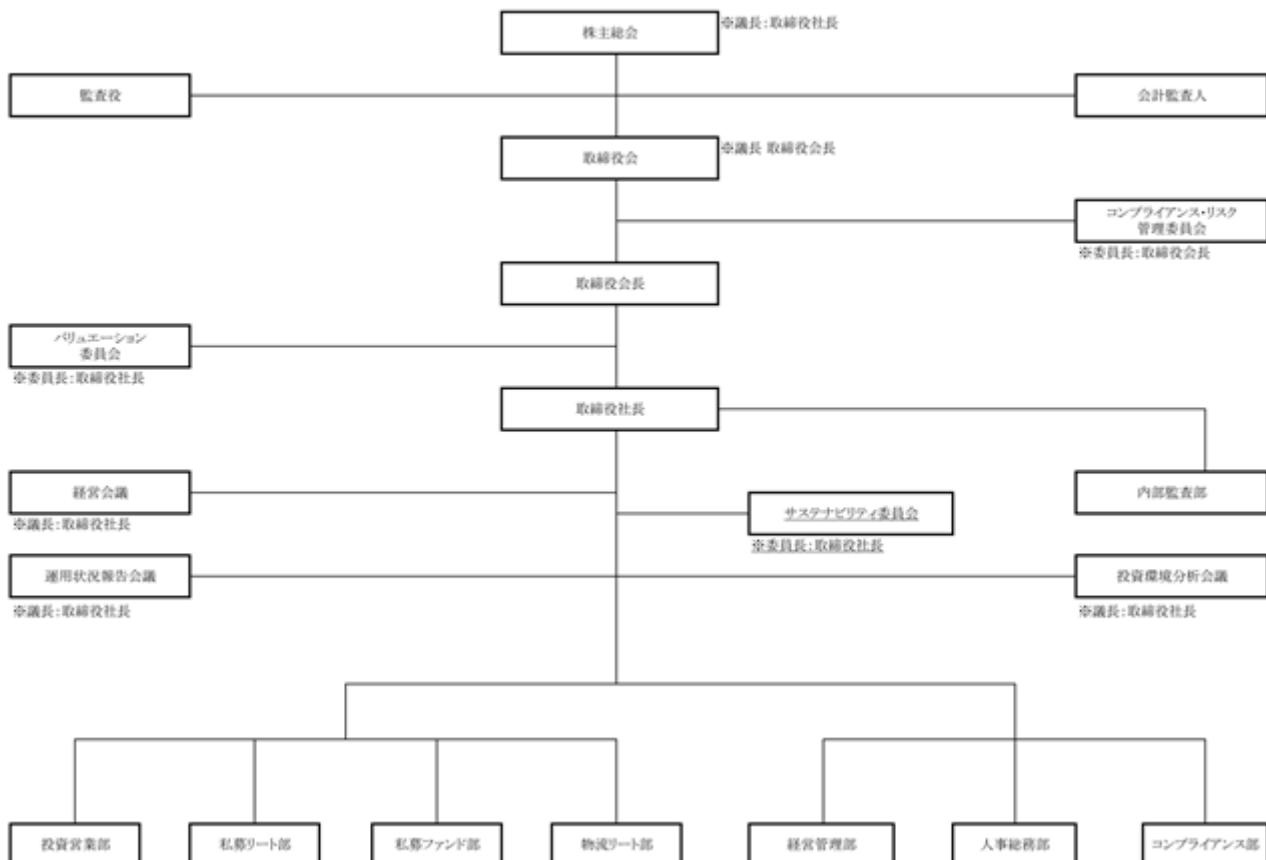 株主総会
※議長:取締役社長
監査役
会計監査人
取締役会
※議長 取締役会長
コンプライアンス・リスク
管理委員会
※委員長:取締役会長
取締役会長
バリュエーション
委員会
※委員長:取締役社長
取締役社長
経営会議
※議長:取締役社長
サステナビリティ委員会
※委員長:取締役社長
内部監査部
運用状況報告会議
※議長:取締役社長
投資環境分析会議
※議長:取締役社長
投資営業部
私募リート部
私募ファンド部
物流リート部
経営管理部
人事総務部
コンプライアンス部